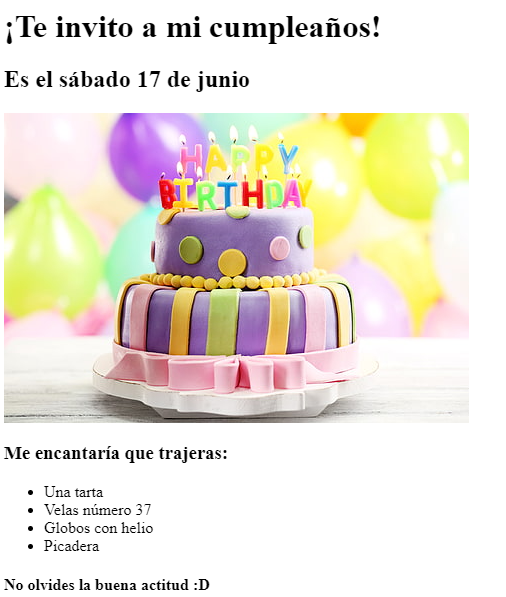 ¡Te invito a mi cumpleaños!
Es el sábado 17 de junio
HAPPY
BIRTHDAY
Me encantaría que trajeras:
Una tarta
Velas número 37
Globos con helio
Picadera
No olvides la buena actitud :D